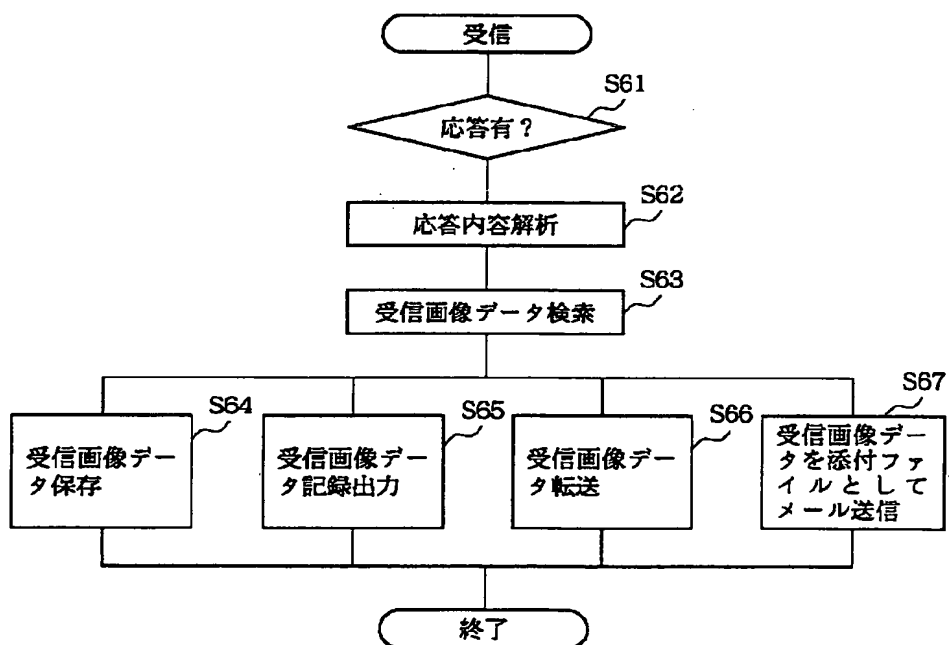 受信
S61
応答有？
S62
応答内容解析
S63
受信画像データ検索
S64
受信画像デー
タ保存
S65
受信画像デー
タ記録出力
S66
受信画像デー
タ転送
S67
受信画像デー
タを添付ファ
イルとして
メール送信
終了